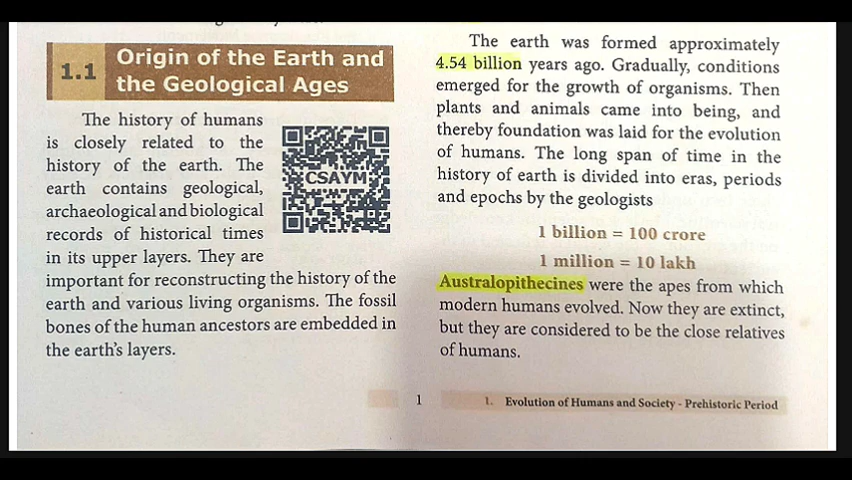 1.1
Origin of the Earth and
the Geological Ages
The history of humans
is closely related to the
history of the earth. The
earth contains geological,
archaeological and biological
records of historical times
in its upper layers. They are
important for reconstructing the history of the
earth and various living organisms. The fossil
bones of the human ancestors are embedded in
the earth's layers.
CSAYM
The earth was formed approximately
4.54 billion years ago. Gradually, conditions
emerged for the growth of organisms. Then
plants and animals came into being, and
thereby foundation was laid for the evolution
of humans. The long span of time in the
history of earth is divided into eras, periods
and epochs by the geologists
1 billion = 100 crore
1 million = 10 lakh
Australopithecines were the apes from which
modern humans evolved. Now they are extinct,
but they are considered to be the close relatives
of humans.
1
1. Evolution of Humans and Society - Prehistoric Period